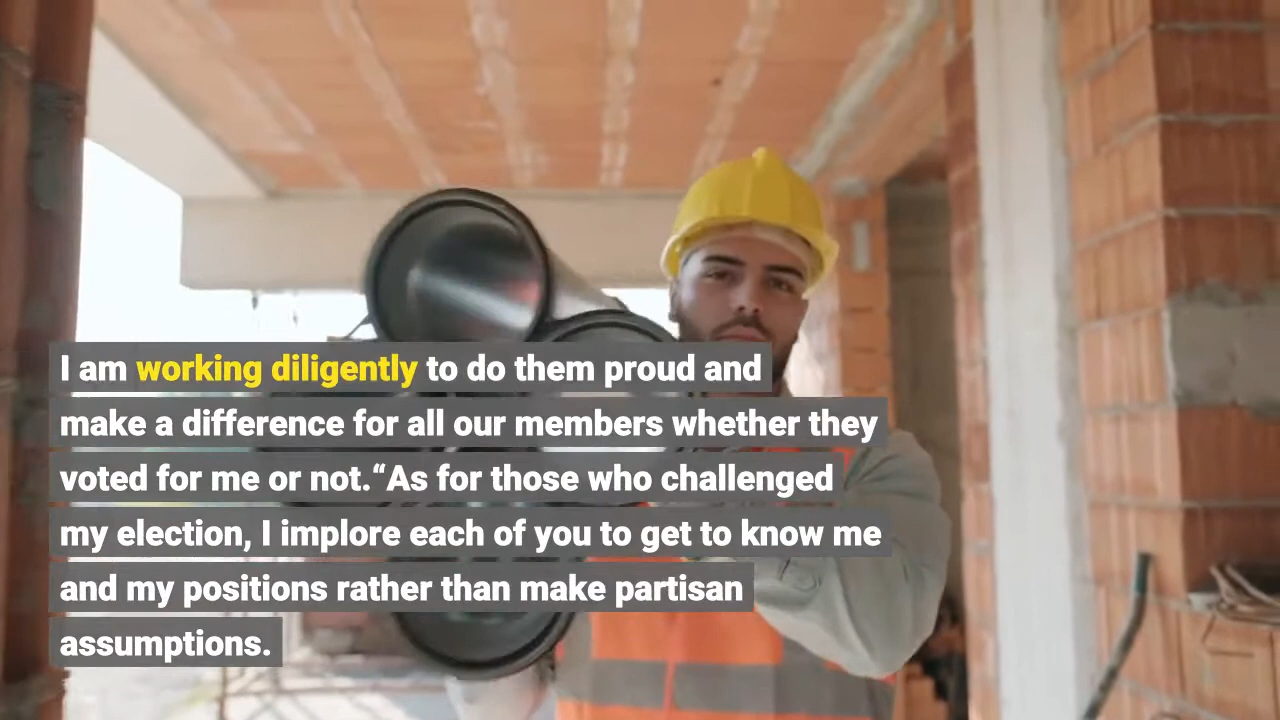 I am working diligently to do them proud and
make a difference for all our members whether they
voted for me or not.“As for those who challenged
my election, I implore each of you to get to know me
and my positions rather than make partisan
assumptions.